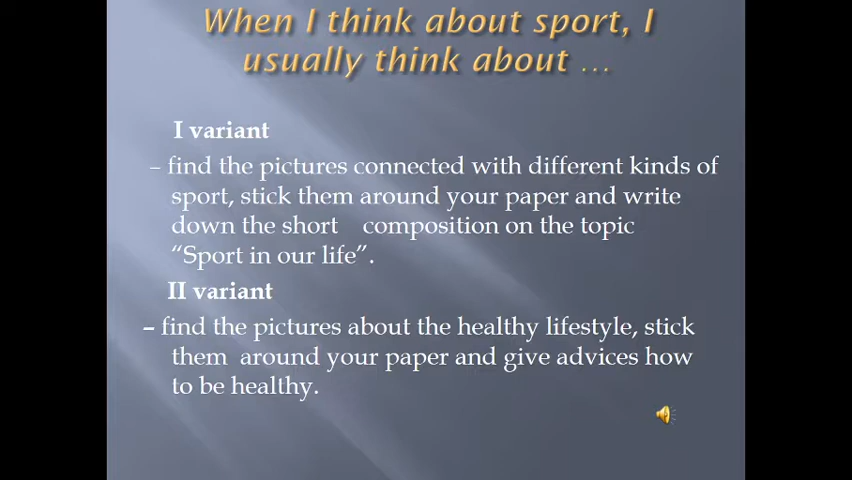 When I think about sport, I
usually think about ...
I variant
– find the pictures connected with different kinds of
sport, stick them around your paper and write
down the short composition on the topic
“Sport in our life”.
II variant
– find the pictures about the healthy lifestyle, stick
them around your paper and give advices how
to be healthy.